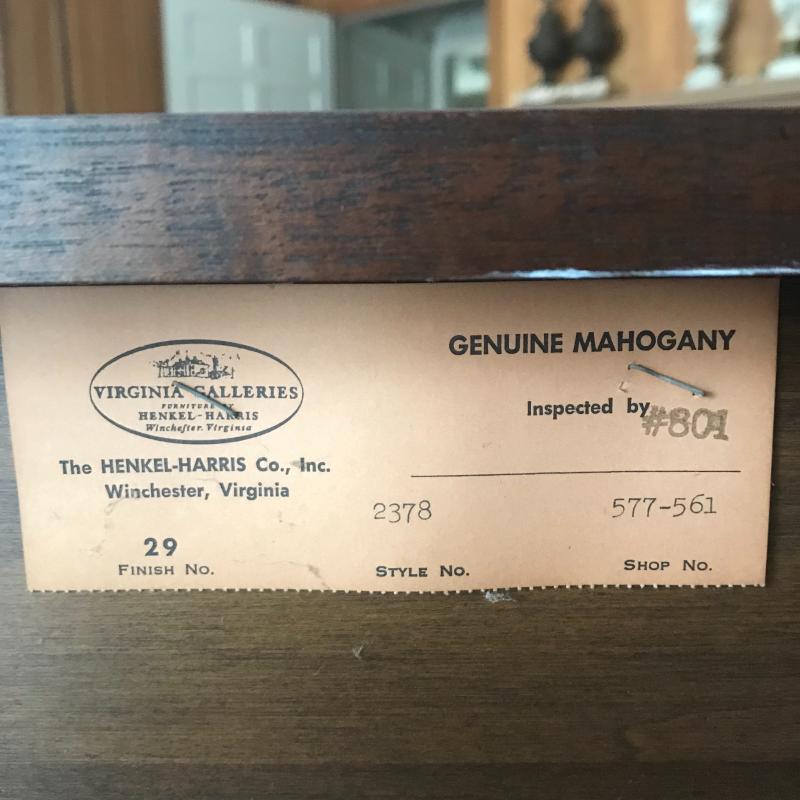 VIRGINIA GALLERIES
FURNITURE BY
HENKEL-HARRIS
Winchester, Virginia
The HENKEL-HARRIS Co., Inc.
Winchester, Virginia
29
FINISH NO.
GENUINE MAHOGANY
Inspected by #801
2378
STYLE NO.
577-561
SHOP NO.